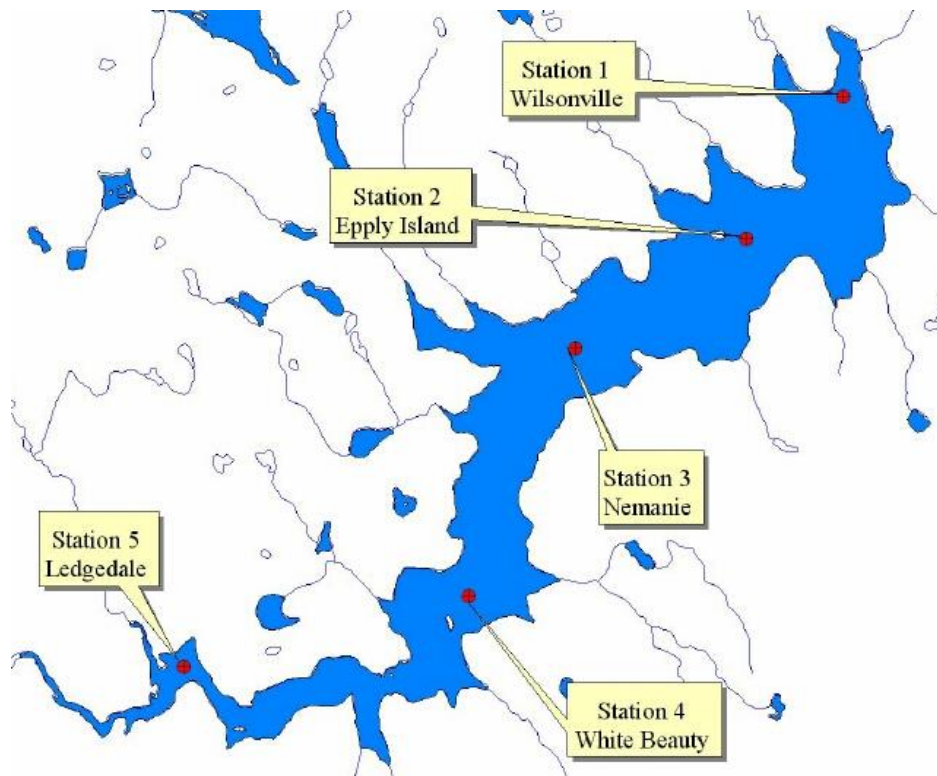 Station 1
Wilsonville
Station 2
Epply Island
Station 3
Nemanie
Station 5
Ledgedale
Station 4
White Beauty